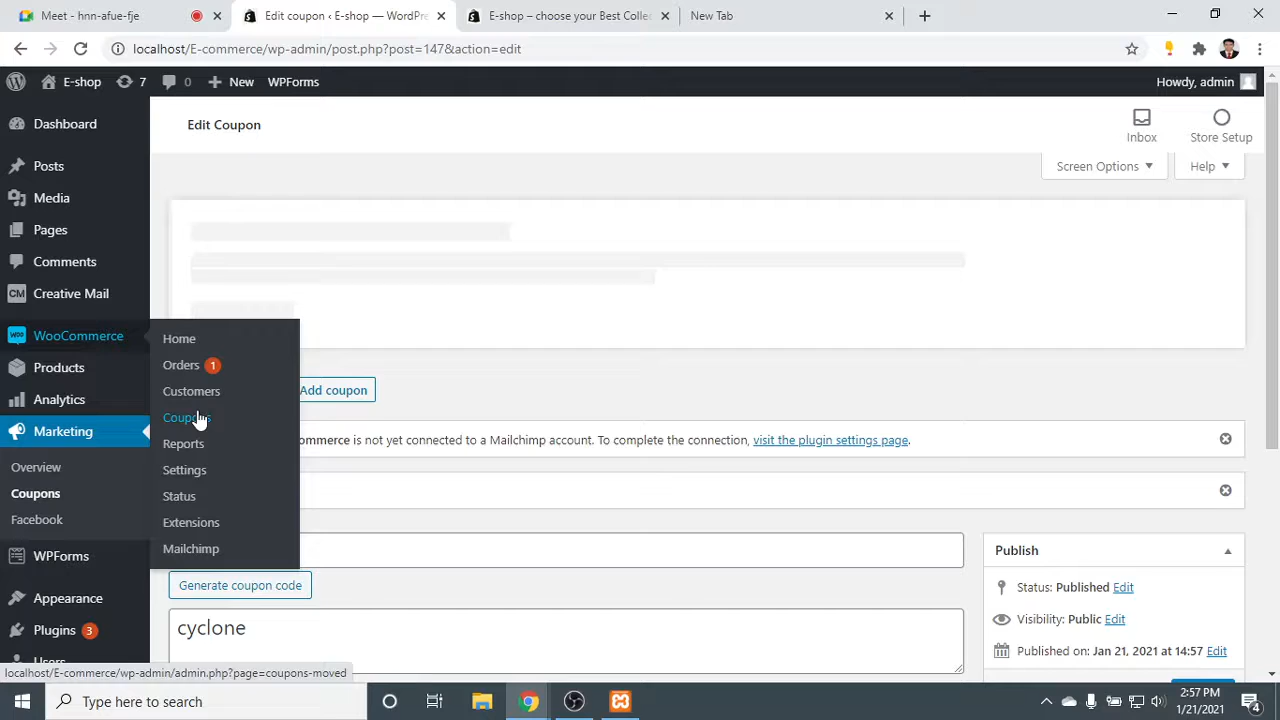 Meet - hnn-afue-fje
Edit coupon ‹ E-shop — WordPre
E-shop – choose your Best Collec
New Tab
localhost/E-commerce/wp-admin/post.php?post=147&action=edit
E-shop 7 0 New WPForms Howdy, admin
Dashboard
Posts
Media
Pages
Comments
CM Creative Mail
WooCommerce
Products
Analytics
Marketing
Overview
Coupons
Facebook
WPForms
Appearance
Plugins 3
Users
Home
Orders 1
Customers
Coupons
Reports
Settings
Status
Extensions
Mailchimp
Edit Coupon
Inbox
Store Setup
Screen Options
Help
Add coupon
ommerce is not yet connected to a Mailchimp account. To complete the connection, visit the plugin settings page.
Generate coupon code
cyclone
Publish
Status: Published Edit
Visibility: Public Edit
Published on: Jan 21, 2021 at 14:57 Edit
localhost/E-commerce/wp-admin/admin.php?page=coupons-moved
Type here to search
2:57 PM
1/21/2021
4